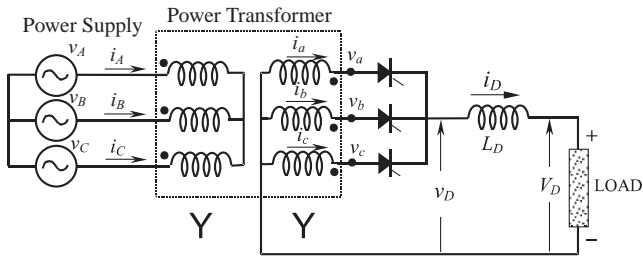 Power Supply
Power Transformer
v_A i_A i_a v_a
v_B i_B i_b v_b i_D
v_C i_C i_c v_c L_D +
v_D V_D LOAD
Y Y −